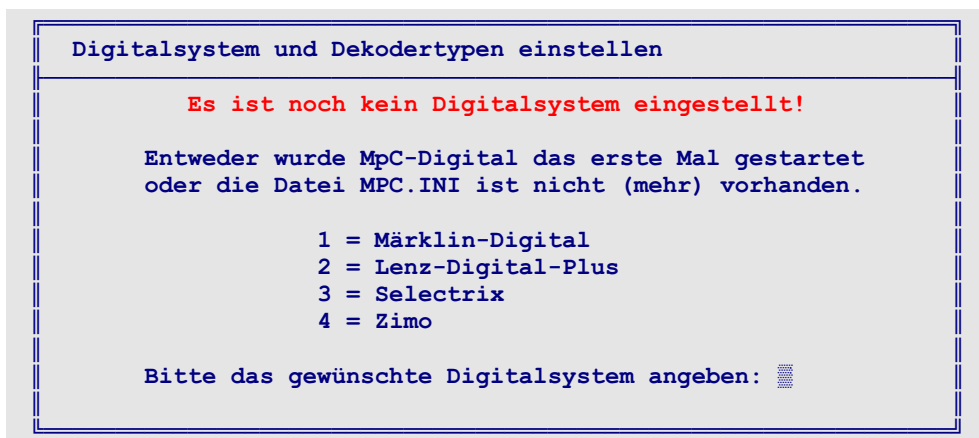 Digitalsystem und Dekodertypen einstellen
Es ist noch kein Digitalsystem eingestellt!
Entweder wurde MpC-Digital das erste Mal gestartet
oder die Datei MPC.INI ist nicht (mehr) vorhanden.
1 = Märklin-Digital
2 = Lenz-Digital-Plus
3 = Selectrix
4 = Zimo
Bitte das gewünschte Digitalsystem angeben: